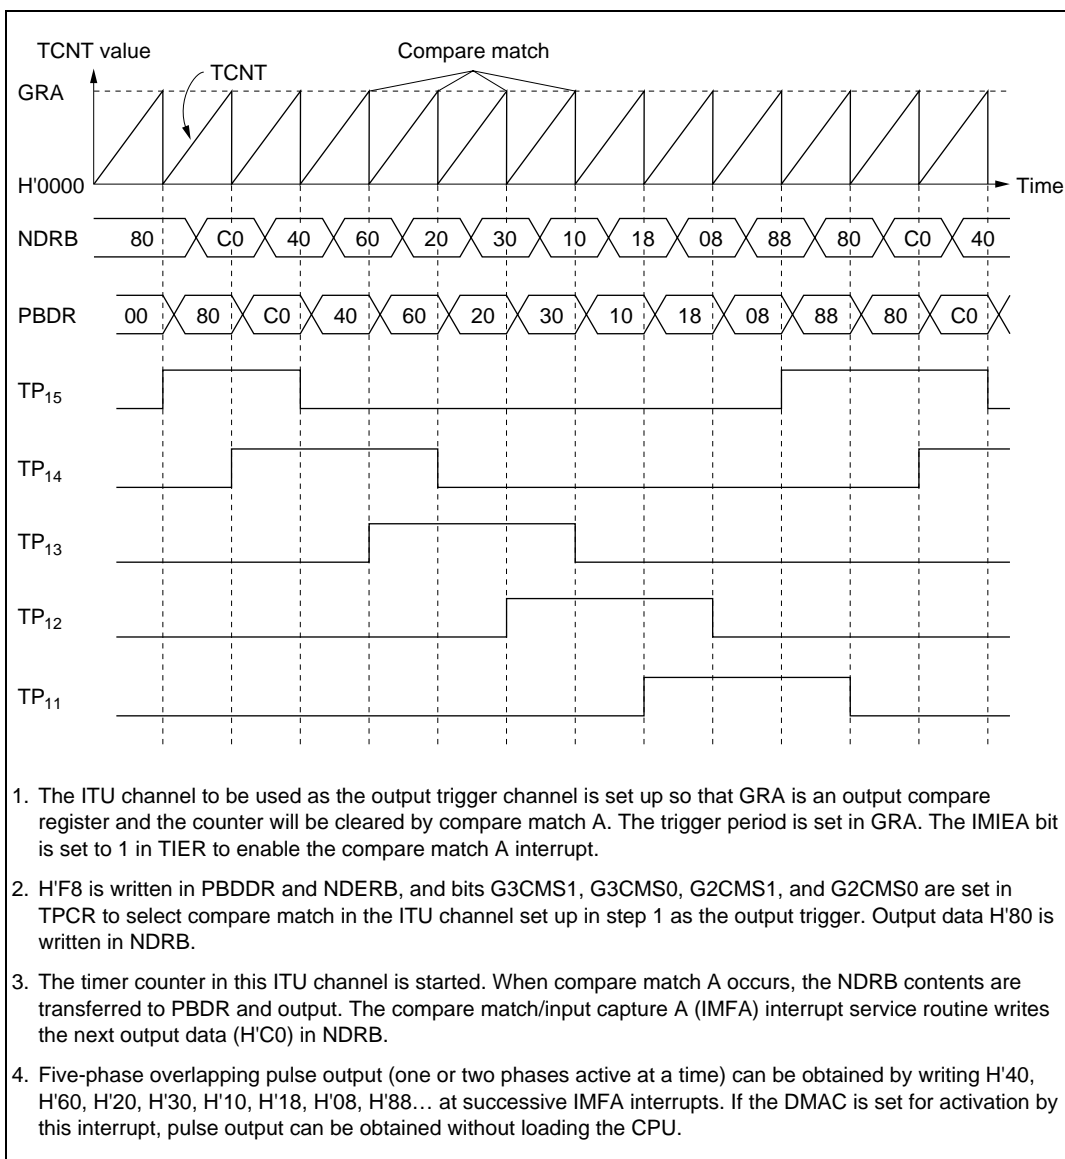 TCNT value
Compare match
TCNT
GRA
H'0000
Time
NDRB 80 C0 40 60 20 30 10 18 08 88 80 C0 40
PBDR 00 80 C0 40 60 20 30 10 18 08 88 80 C0
TP15
TP14
TP13
TP12
TP11
1. The ITU channel to be used as the output trigger channel is set up so that GRA is an output compare
register and the counter will be cleared by compare match A. The trigger period is set in GRA. The IMIEA bit
is set to 1 in TIER to enable the compare match A interrupt.
2. H'F8 is written in PBDDR and NDERB, and bits G3CMS1, G3CMS0, G2CMS1, and G2CMS0 are set in
TPCR to select compare match in the ITU channel set up in step 1 as the output trigger. Output data H'80 is
written in NDRB.
3. The timer counter in this ITU channel is started. When compare match A occurs, the NDRB contents are
transferred to PBDR and output. The compare match/input capture A (IMFA) interrupt service routine writes
the next output data (H'C0) in NDRB.
4. Five-phase overlapping pulse output (one or two phases active at a time) can be obtained by writing H'40,
H'60, H'20, H'30, H'10, H'18, H'08, H'88… at successive IMFA interrupts. If the DMAC is set for activation by
this interrupt, pulse output can be obtained without loading the CPU.